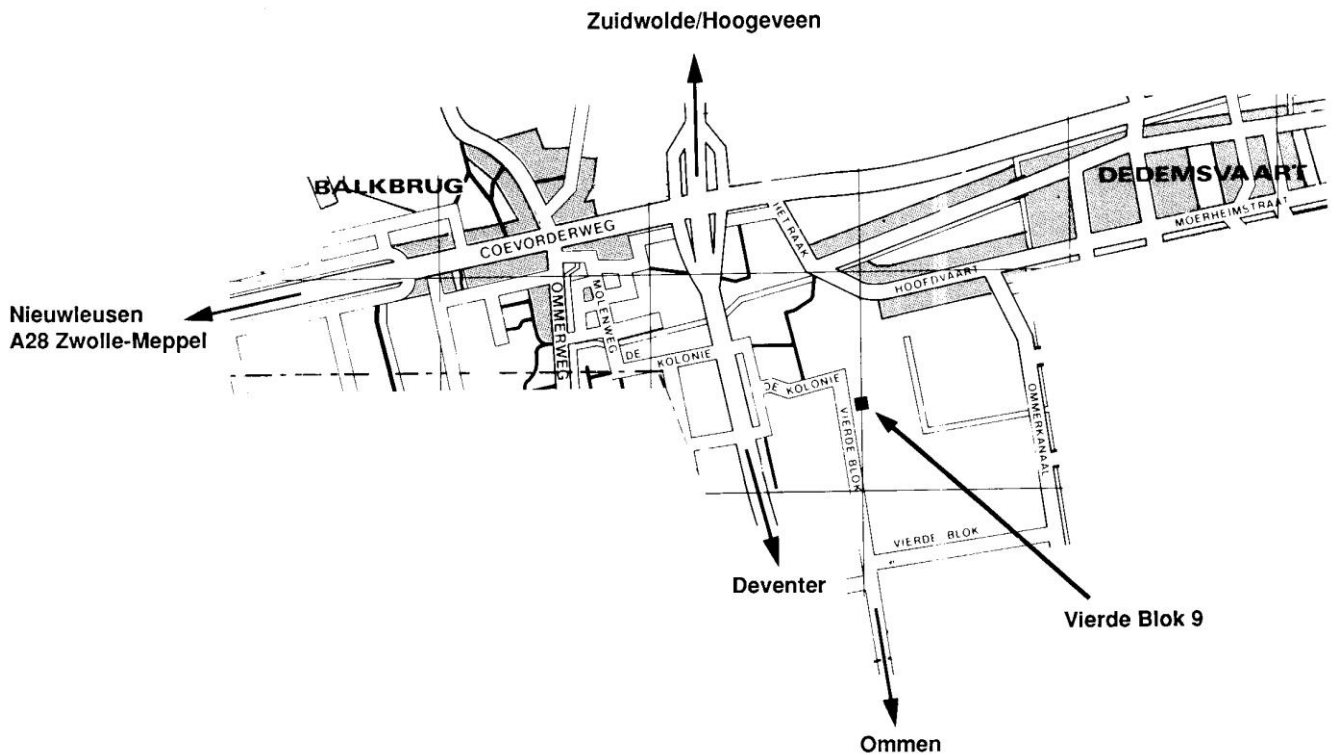 Zuidwolde/Hoogeveen
BALKBRUG
DEDEMSVAART
MOERHEIMSTRAAT
HET RAAK
COEVORDERWEG
HOOFDVAART
Nieuwleusen
A28 Zwolle-Meppel
OMMERWEG
MOLENWEG
DE KOLONIE
DE KOLONIE
VIERDE BLOK
OMMERKANAAL
VIERDE BLOK
Deventer
Vierde Blok 9
Ommen